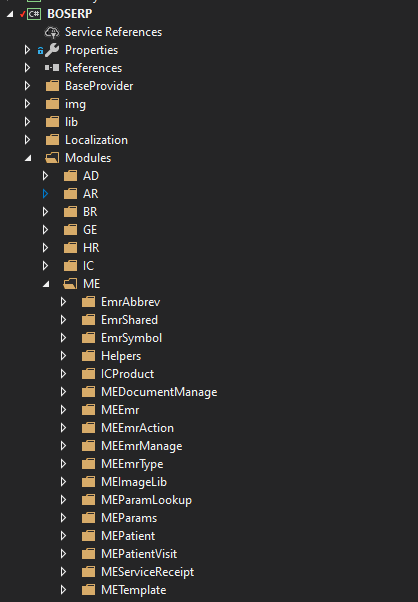 C# BOSERP
Service References
Properties
References
BaseProvider
img
lib
Localization
Modules
AD
AR
BR
GE
HR
IC
ME
EmrAbbrev
EmrShared
EmrSymbol
Helpers
ICProduct
MEDocumentManage
MEEmr
MEEmrAction
MEEmrManage
MEEmrType
MEImageLib
MEParamLookup
MEParams
MEPatient
MEPatientVisit
MEServiceReceipt
METemplate